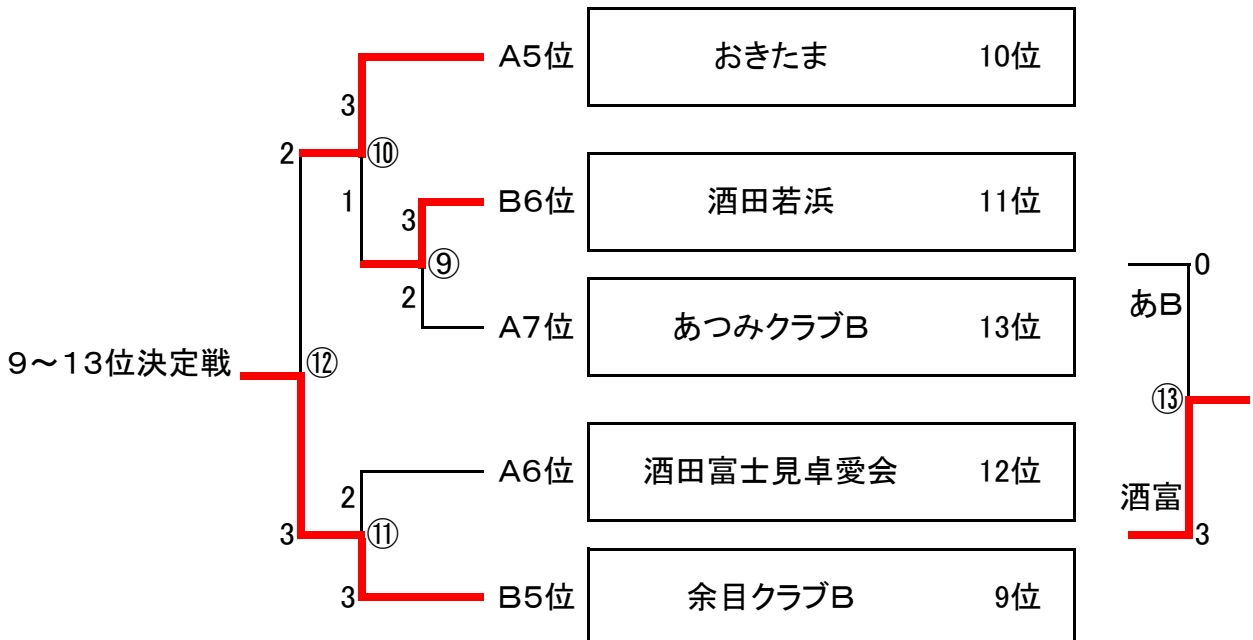 A5位 おきたま 10位
3
2 ⑩
1
B6位 酒田若浜 11位
3
⑨ 0
2 あB
A7位 あつみクラブB 13位
9～13位決定戦 ⑫
⑬
A6位 酒田富士見卓愛会 12位
2 酒富
3 ⑪ 3
3 B5位 余目クラブB 9位